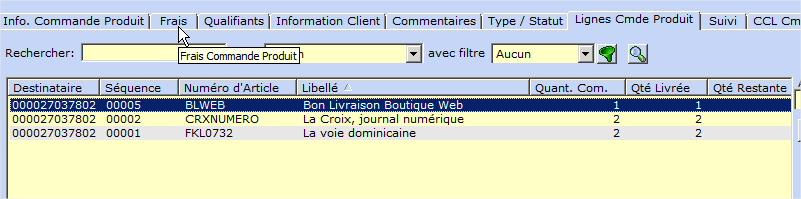 Info. Commande Produit Frais Qualifiants Information Client Commentaires Type / Statut Lignes Cmde Produit Suivi CCL Cm
Rechercher: avec filtre Aucun
Frais Commande Produit
Destinataire Séquence Numéro d'Article Libellé Quant. Com. Qté Livrée Qté Restante
000027037802 00005 BLWEB Bon Livraison Boutique Web 1 1
000027037802 00002 CRXNUMERO La Croix, journal numérique 2 2
000027037802 00001 FKL0732 La voie dominicaine 2 2